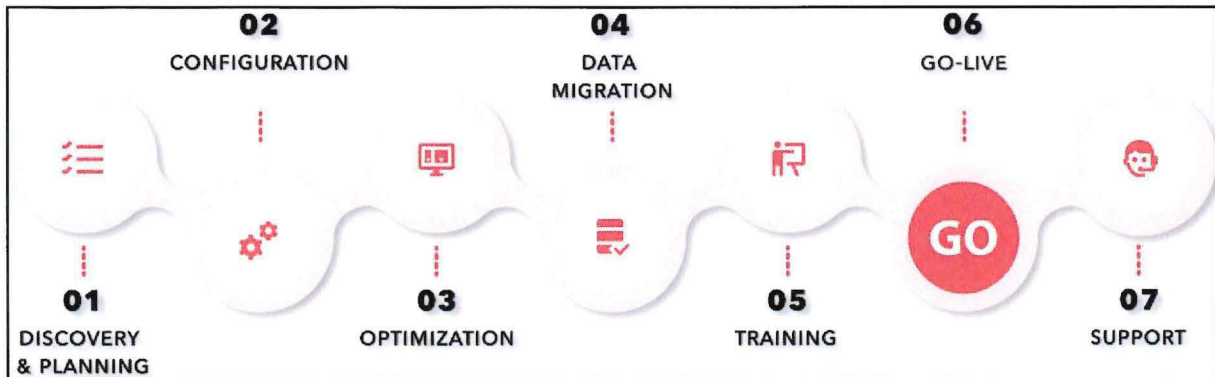 02
CONFIGURATION
04
DATA
MIGRATION
06
GO-LIVE
GO
01
DISCOVERY
& PLANNING
03
OPTIMIZATION
05
TRAINING
07
SUPPORT